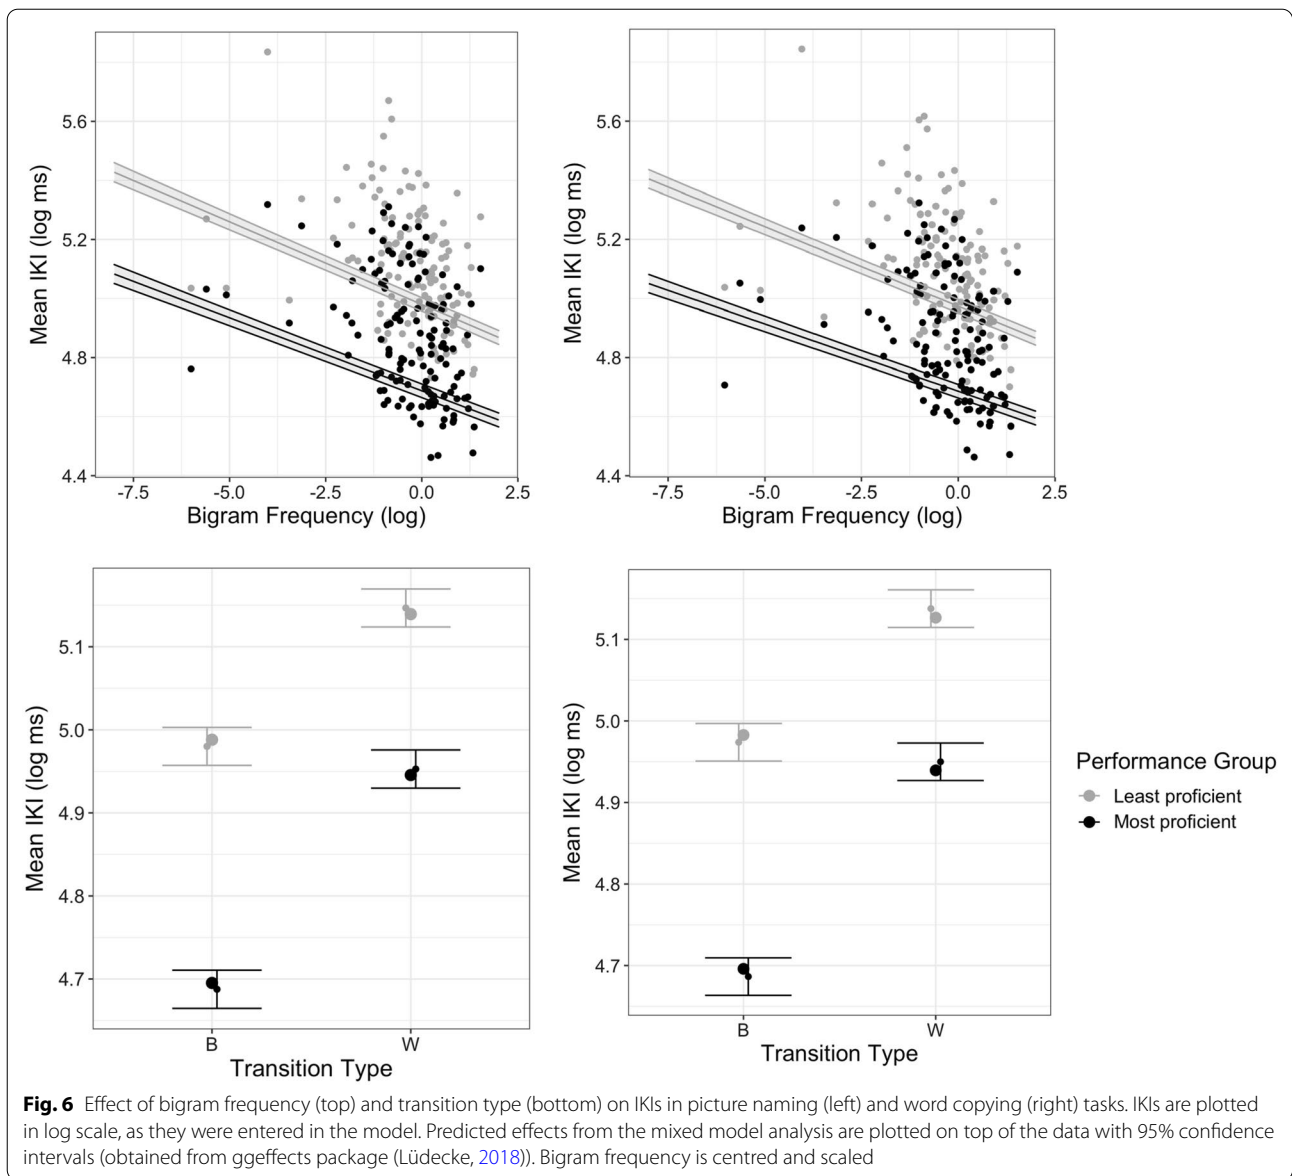 5.6
5.2
4.8
4.4
Mean IKI (log ms)
-7.5 -5.0 -2.5 0.0 2.5
Bigram Frequency (log)
5.6
5.2
4.8
4.4
Mean IKI (log ms)
-7.5 -5.0 -2.5 0.0 2.5
Bigram Frequency (log)
5.1
5.0
4.9
4.8
4.7
Mean IKI (log ms)
B W
Transition Type
5.1
5.0
4.9
4.8
4.7
Mean IKI (log ms)
B W
Transition Type
Performance Group
Least proficient
Most proficient
Fig. 6 Effect of bigram frequency (top) and transition type (bottom) on IKIs in picture naming (left) and word copying (right) tasks. IKIs are plotted
in log scale, as they were entered in the model. Predicted effects from the mixed model analysis are plotted on top of the data with 95% confidence
intervals (obtained from ggeffects package (Lüdecke, 2018)). Bigram frequency is centred and scaled